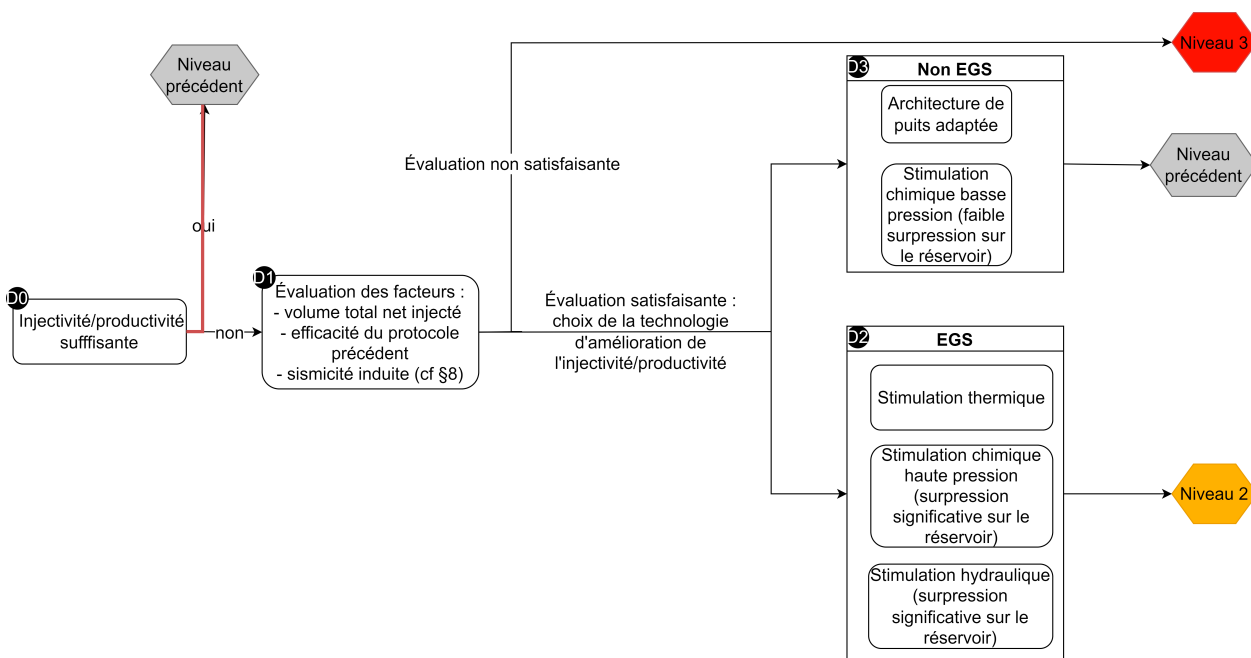 Niveau
précédent
oui
D0
Injectivité/productivité
sufffisante
non
D1
Évaluation des facteurs :
- volume total net injecté
- efficacité du protocole
précédent
- sismicité induite (cf §8)
Évaluation non satisfaisante
Niveau 3
Évaluation satisfaisante :
choix de la technologie
d'amélioration de
l'injectivité/productivité
D3
Non EGS
Architecture de
puits adaptée
Stimulation
chimique basse
pression (faible
surpression sur
le réservoir)
Niveau
précédent
D2
EGS
Stimulation thermique
Stimulation chimique
haute pression
(surpression
significative sur le
réservoir)
Stimulation hydraulique
(surpression
significative sur le
réservoir)
Niveau 2